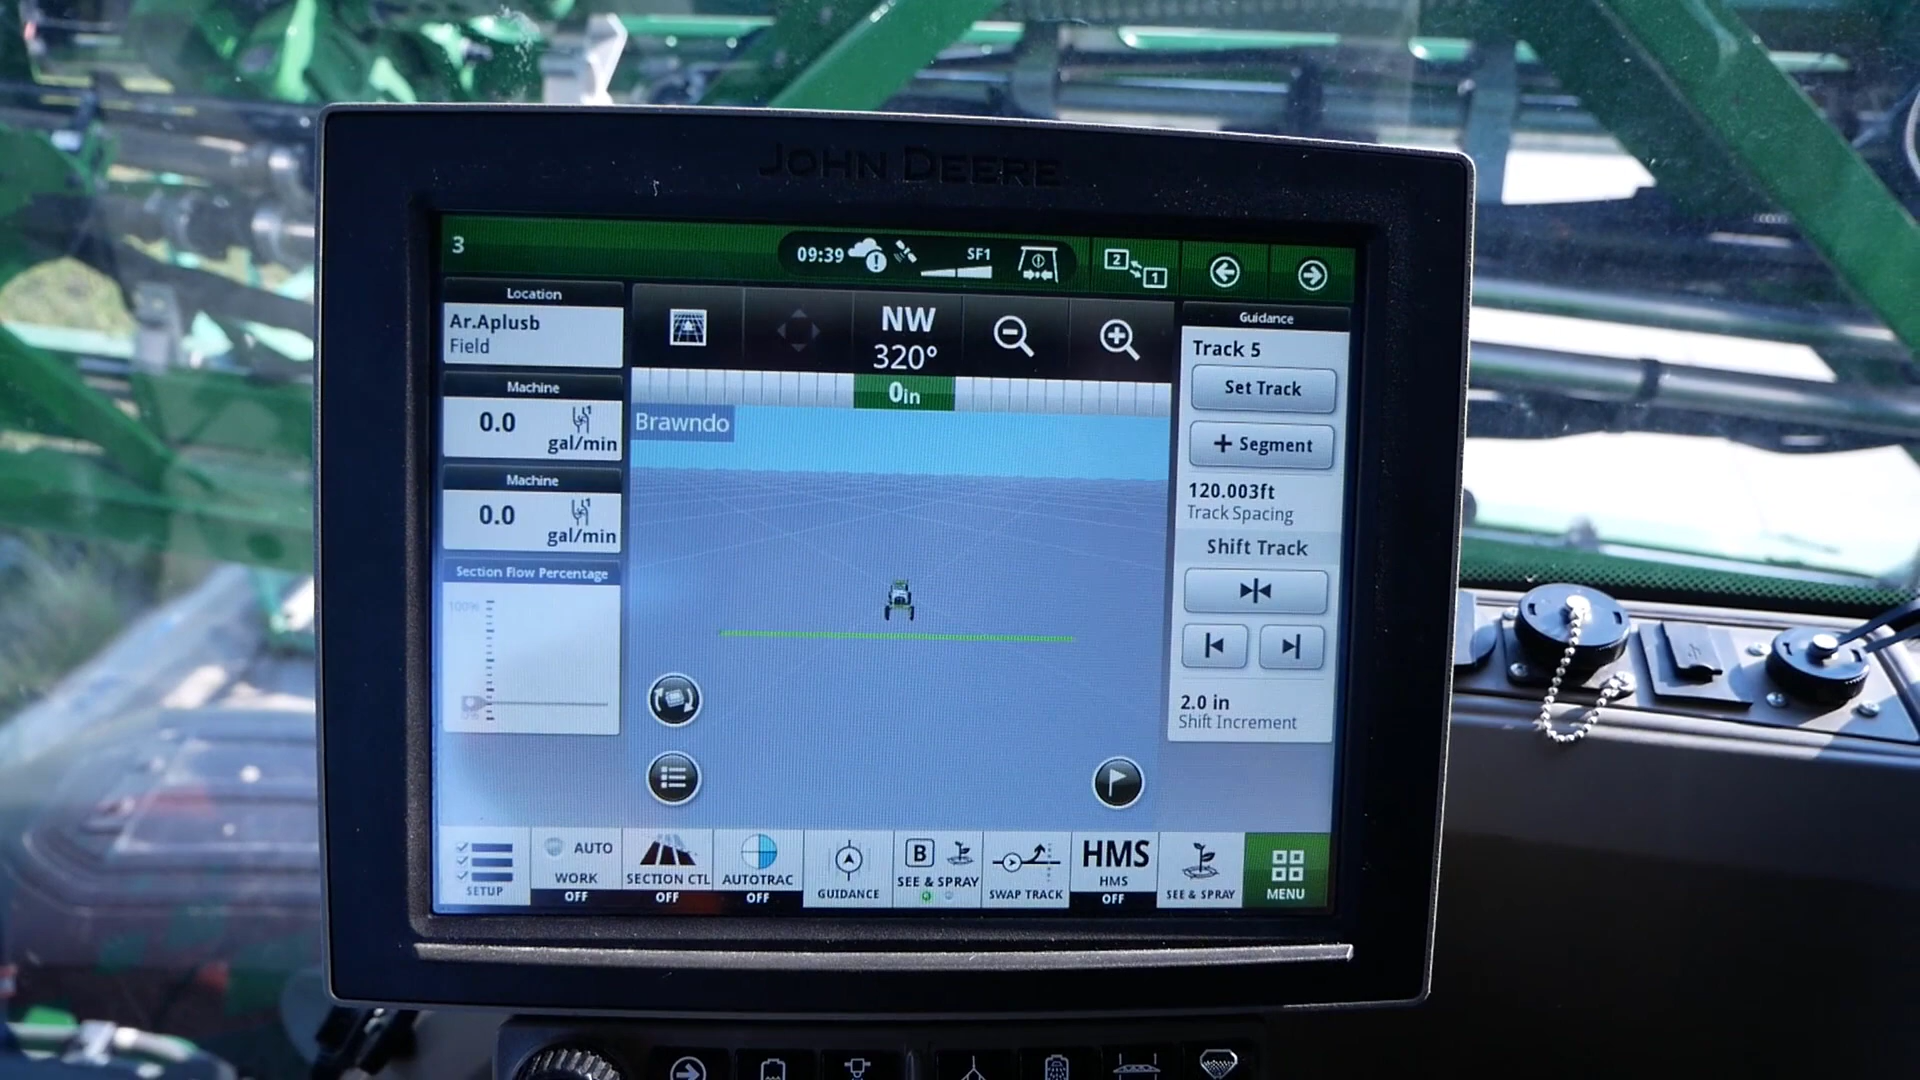 JOHN DEERE
3
09:39
SF1
2
1
Location
Ar.Aplusb
Field
Machine
0.0
gal/min
Machine
0.0
gal/min
Section Flow Percentage
100%
NW
320°
0in
Brawndo
Guidance
Track 5
Set Track
+ Segment
120.003ft
Track Spacing
Shift Track
2.0 in
Shift Increment
SETUP
AUTO
WORK
OFF
SECTION CTL
OFF
AUTOTRAC
OFF
GUIDANCE
B
SEE & SPRAY
SWAP TRACK
HMS
HMS
OFF
SEE & SPRAY
MENU